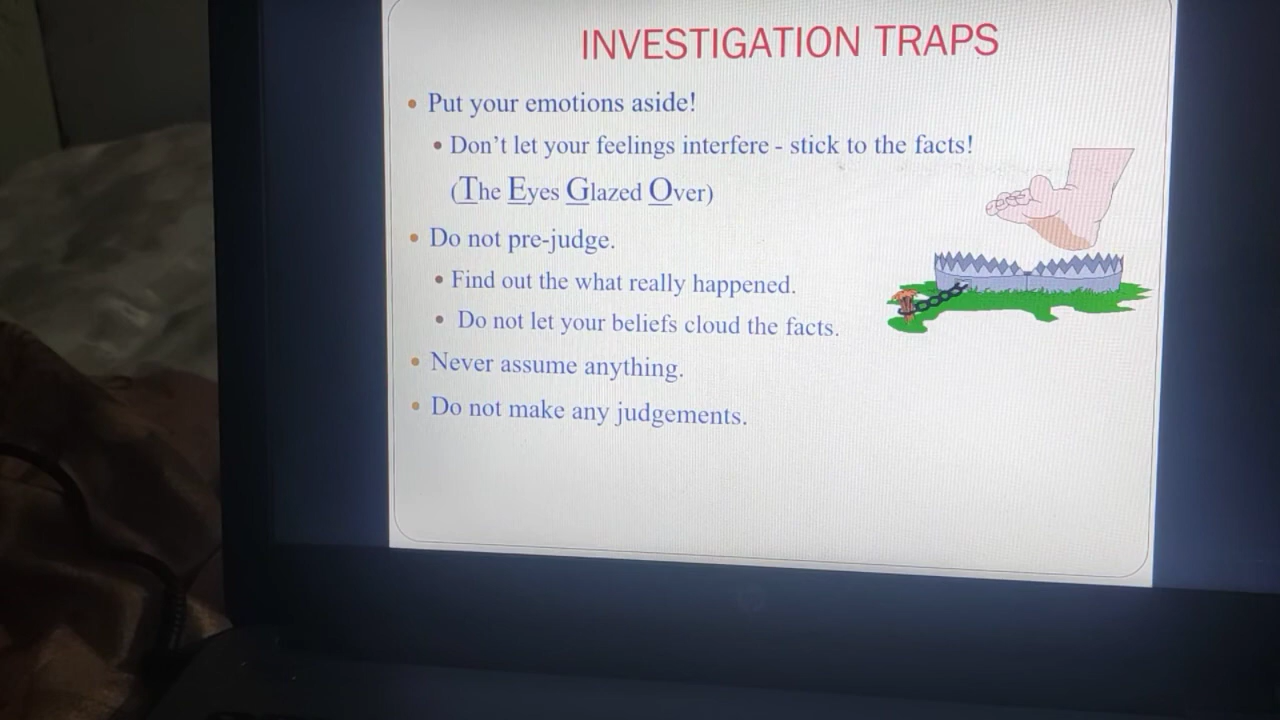 INVESTIGATION TRAPS
• Put your emotions aside!
• Don't let your feelings interfere - stick to the facts!
(The Eyes Glazed Over)
• Do not pre-judge.
• Find out the what really happened.
• Do not let your beliefs cloud the facts.
• Never assume anything.
• Do not make any judgements.